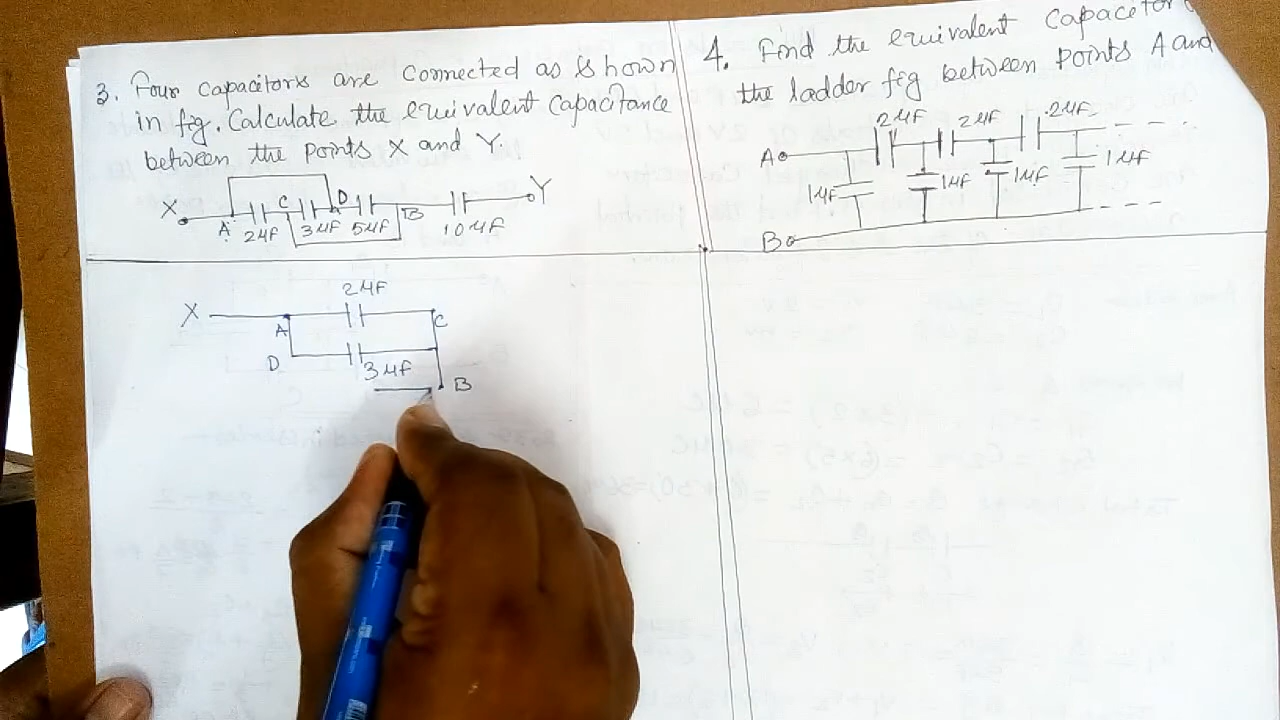 3. Four capacitors are connected as is hown
in fig. Calculate the equivalent capacitance
between the points X and Y.
X A 2µF C 3µF D 5µF B 10µF Y
4. Find the equivalent capacitor
the ladder fig between points A and
2µF 2µF 2µF
A
1µF 1µF 1µF 1µF
B
2µF
X A C
D 3µF B